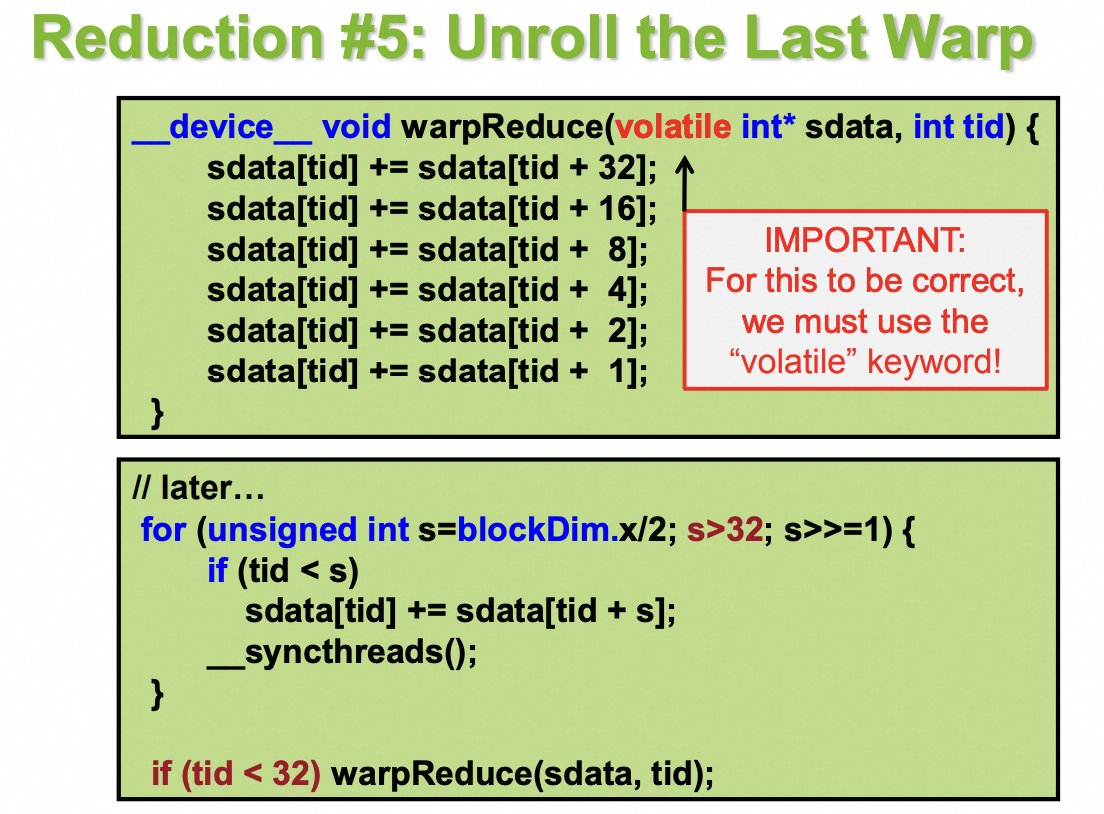 Reduction #5: Unroll the Last Warp
__device__ void warpReduce(volatile int* sdata, int tid) {
sdata[tid] += sdata[tid + 32];
sdata[tid] += sdata[tid + 16];
sdata[tid] += sdata[tid +  8];
sdata[tid] += sdata[tid +  4];
sdata[tid] += sdata[tid +  2];
sdata[tid] += sdata[tid +  1];
}
IMPORTANT:
For this to be correct,
we must use the
“volatile” keyword!
// later…
for (unsigned int s=blockDim.x/2; s>32; s>>=1) {
if (tid < s)
sdata[tid] += sdata[tid + s];
__syncthreads();
}
if (tid < 32) warpReduce(sdata, tid);